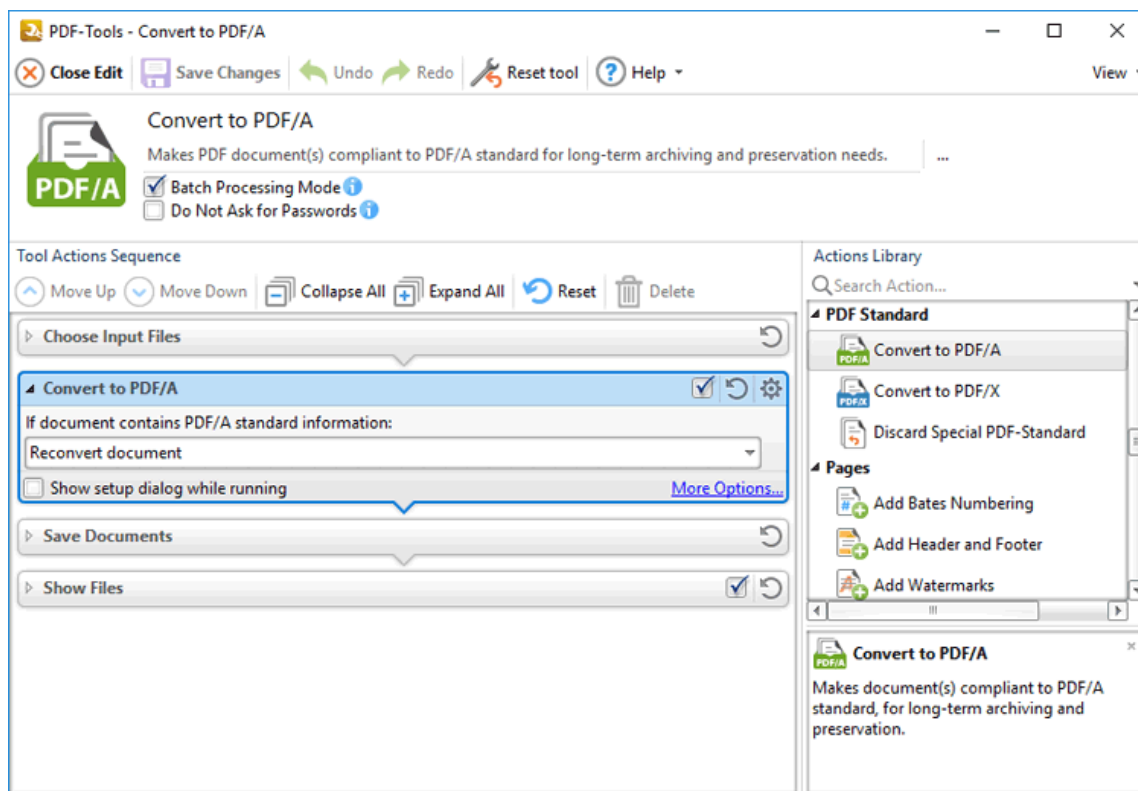 PDF-Tools - Convert to PDF/A
Close Edit Save Changes Undo Redo Reset tool ? Help View
Convert to PDF/A
Makes PDF document(s) compliant to PDF/A standard for long-term archiving and preservation needs. ...
PDF/A
Batch Processing Mode i
Do Not Ask for Passwords i
Tool Actions Sequence
Move Up Move Down Collapse All Expand All Reset Delete
Choose Input Files
Convert to PDF/A
If document contains PDF/A standard information:
Reconvert document
Show setup dialog while running More Options...
Save Documents
Show Files
Actions Library
Search Action...
PDF Standard
PDF/A Convert to PDF/A
PDF/X Convert to PDF/X
Discard Special PDF-Standard
Pages
# Add Bates Numbering
Add Header and Footer
A Add Watermarks
PDF/A Convert to PDF/A
Makes document(s) compliant to PDF/A
standard, for long-term archiving and
preservation.